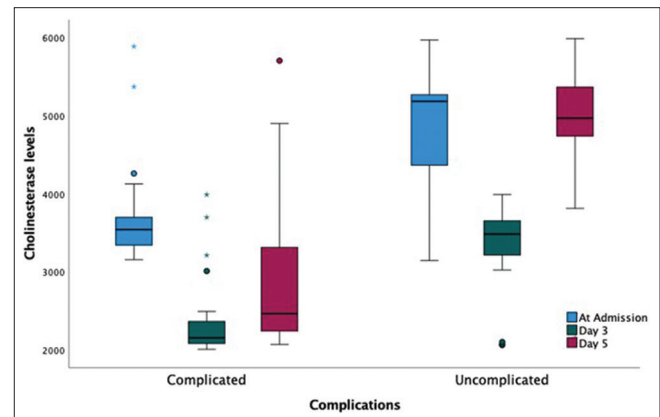 6000
5000
4000
3000
2000
Cholinesterase levels
At Admission
Day 3
Day 5
Complicated
Uncomplicated
Complications